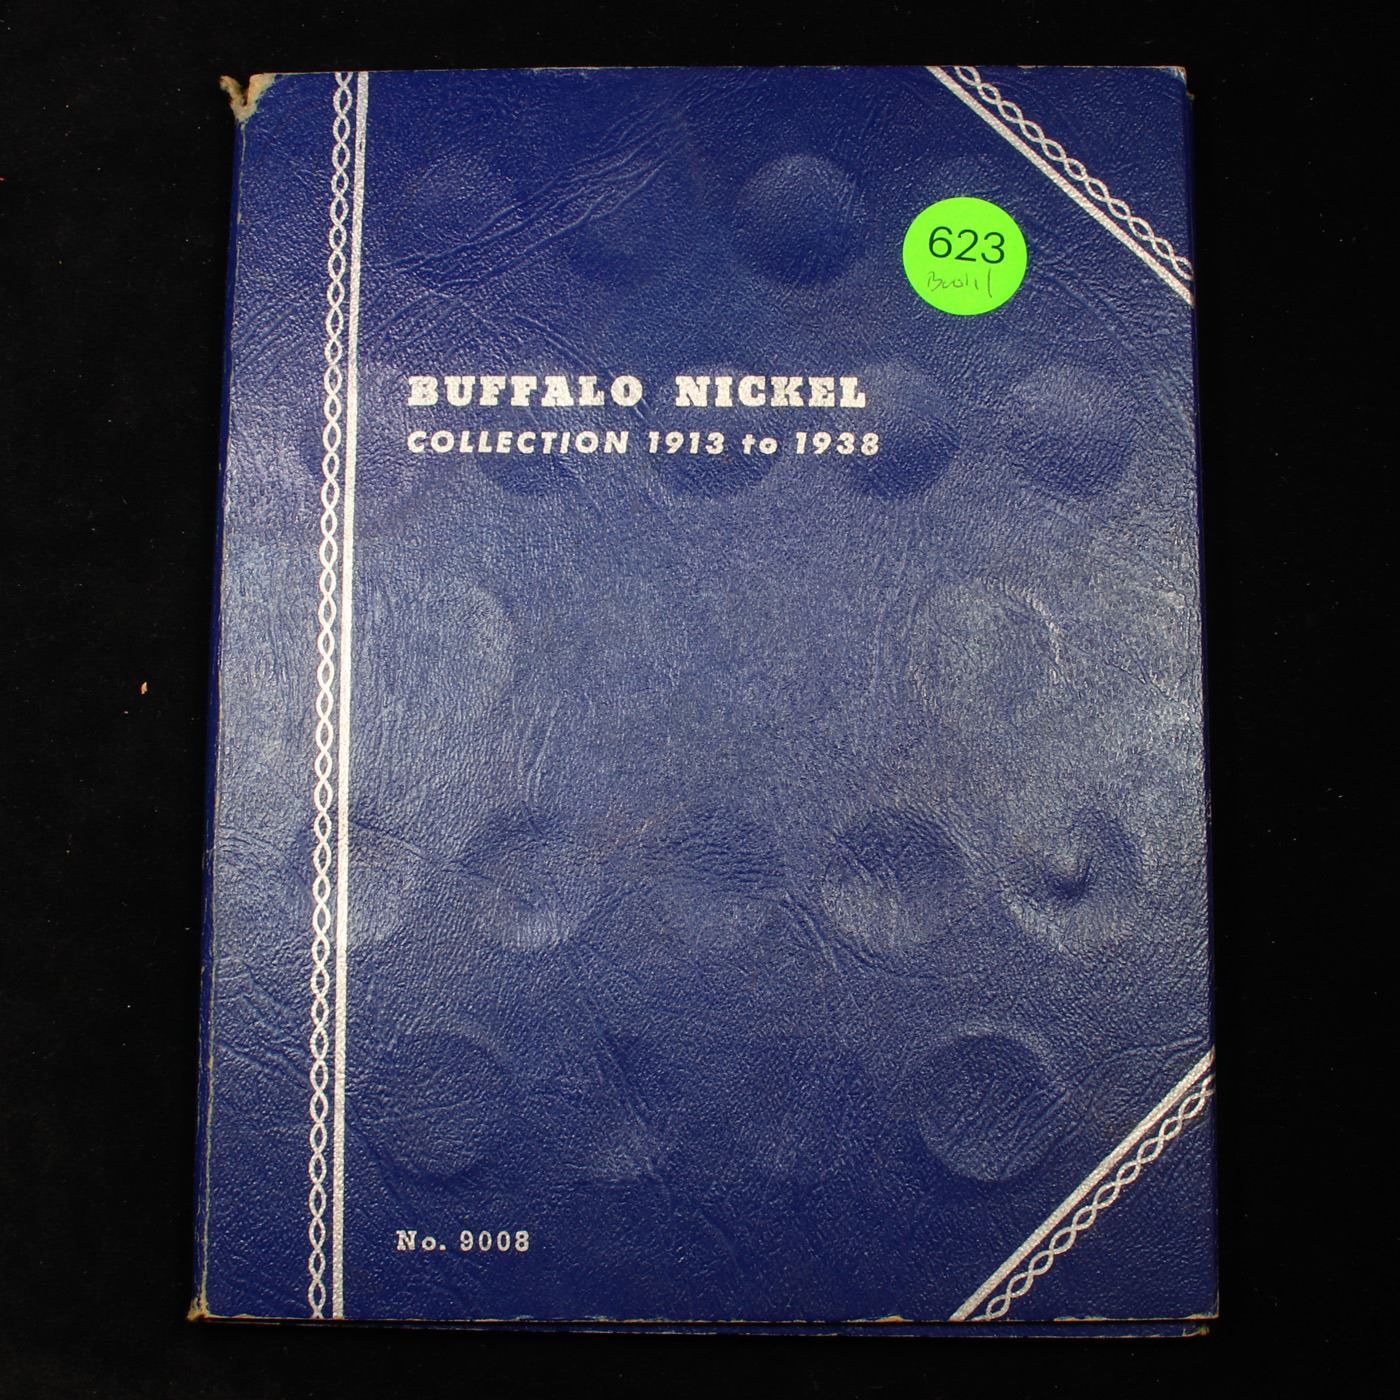 623
BUFFALO NICKEL
COLLECTION 1913 to 1938
No. 9008